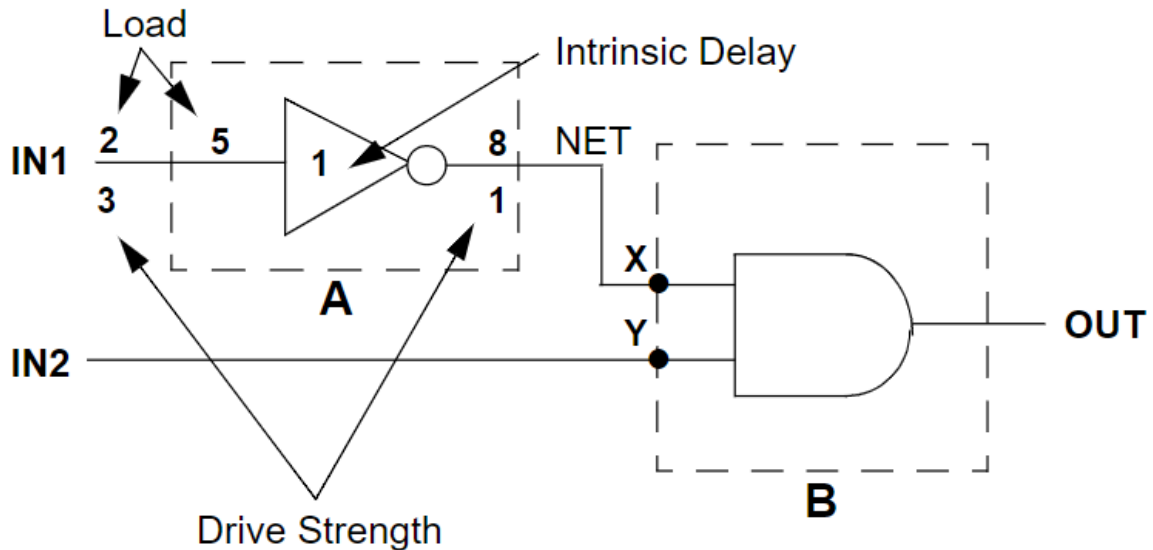 Load
Intrinsic Delay
IN1
2
5
1
8
NET
3
1
A
X
Y
IN2
OUT
B
Drive Strength